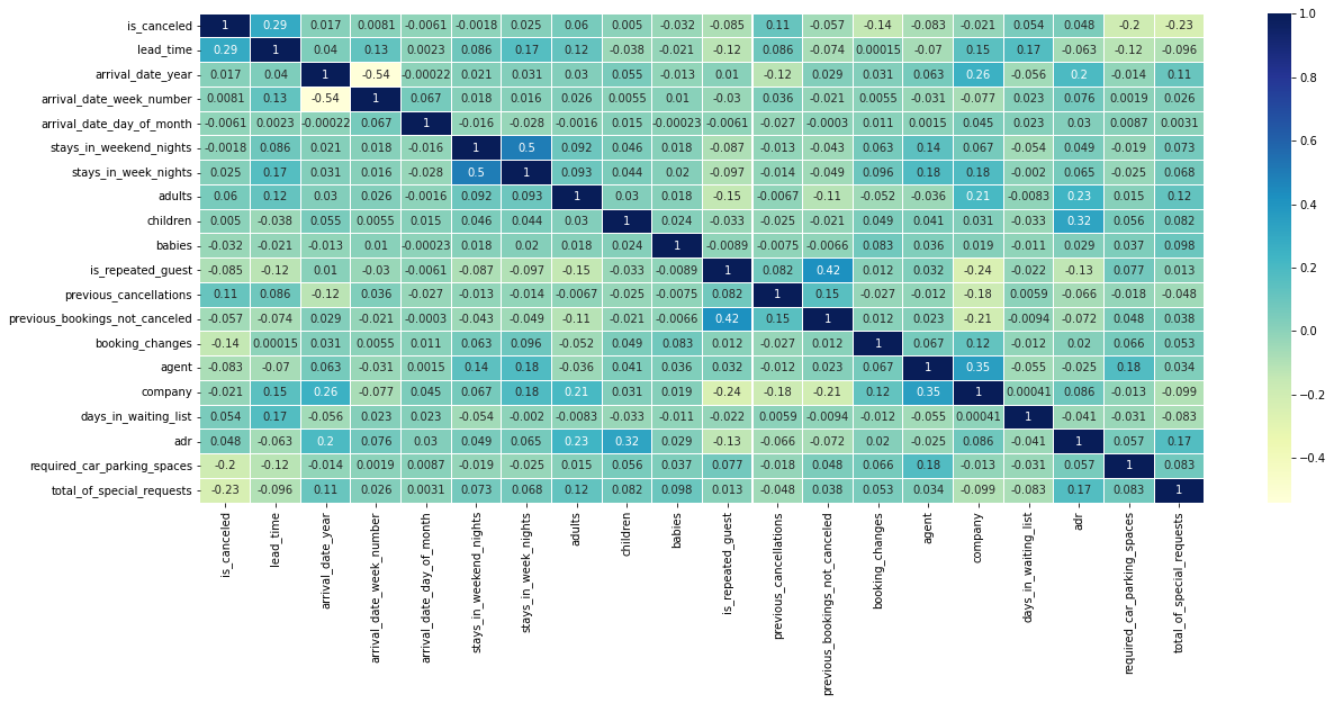 is_canceled 1 0.29 0.017 0.0081 -0.0061 -0.0018 0.025 0.06 0.005 -0.032 -0.085 0.11 -0.057 -0.14 -0.083 -0.021 0.054 0.048 -0.2 -0.23
lead_time 0.29 1 0.04 0.13 0.0023 0.086 0.17 0.12 -0.038 -0.021 -0.12 0.086 -0.074 0.00015 -0.07 0.15 0.17 -0.063 -0.12 -0.096
arrival_date_year 0.017 0.04 1 -0.54 -0.00022 0.021 0.031 0.03 0.055 -0.013 0.01 -0.12 0.029 0.031 0.063 0.26 -0.056 0.2 -0.014 0.11
arrival_date_week_number 0.0081 0.13 -0.54 1 0.067 0.018 0.016 0.026 0.0055 0.01 -0.03 0.036 -0.021 0.0055 -0.031 -0.077 0.023 0.076 0.0019 0.026
arrival_date_day_of_month -0.0061 0.0023 -0.00022 0.067 1 -0.016 -0.028 -0.0016 0.015 -0.00023 -0.0061 -0.027 -0.0003 0.011 0.0015 0.045 0.023 0.03 0.0087 0.0031
stays_in_weekend_nights -0.0018 0.086 0.021 0.018 -0.016 1 0.5 0.092 0.046 0.018 -0.087 -0.013 -0.043 0.063 0.14 0.067 -0.054 0.049 -0.019 0.073
stays_in_week_nights 0.025 0.17 0.031 0.016 -0.028 0.5 1 0.093 0.044 0.02 -0.097 -0.014 -0.049 0.096 0.18 0.18 -0.002 0.065 -0.025 0.068
adults 0.06 0.12 0.03 0.026 -0.0016 0.092 0.093 1 0.03 0.018 -0.15 -0.0067 -0.11 -0.052 -0.036 0.21 -0.0083 0.23 0.015 0.12
children 0.005 -0.038 0.055 0.0055 0.015 0.046 0.044 0.03 1 0.024 -0.033 -0.025 -0.021 0.049 0.041 0.031 -0.033 0.32 0.056 0.082
babies -0.032 -0.021 -0.013 0.01 -0.00023 0.018 0.02 0.018 0.024 1 -0.0089 -0.0075 -0.0066 0.083 0.036 0.019 -0.011 0.029 0.037 0.098
is_repeated_guest -0.085 -0.12 0.01 -0.03 -0.0061 -0.087 -0.097 -0.15 -0.033 -0.0089 1 0.082 0.42 0.012 0.032 -0.24 -0.022 -0.13 0.077 0.013
previous_cancellations 0.11 0.086 -0.12 0.036 -0.027 -0.013 -0.014 -0.0067 -0.025 -0.0075 0.082 1 0.15 -0.027 -0.012 -0.18 0.0059 -0.066 -0.018 -0.048
previous_bookings_not_canceled -0.057 -0.074 0.029 -0.021 -0.0003 -0.043 -0.049 -0.11 -0.021 -0.0066 0.42 0.15 1 0.012 0.023 -0.21 -0.0094 -0.072 0.048 0.038
booking_changes -0.14 0.00015 0.031 0.0055 0.011 0.063 0.096 -0.052 0.049 0.083 0.012 -0.027 0.012 1 0.067 0.12 -0.012 0.02 0.066 0.053
agent -0.083 -0.07 0.063 -0.031 0.0015 0.14 0.18 -0.036 0.041 0.036 0.032 -0.012 0.023 0.067 1 0.35 -0.055 -0.025 0.18 0.034
company -0.021 0.15 0.26 -0.077 0.045 0.067 0.18 0.21 0.031 0.019 -0.24 -0.18 -0.21 0.12 0.35 1 0.00041 0.086 -0.013 -0.099
days_in_waiting_list 0.054 0.17 -0.056 0.023 0.023 -0.054 -0.002 -0.0083 -0.033 -0.011 -0.022 0.0059 -0.0094 -0.012 -0.055 0.00041 1 -0.041 -0.031 -0.083
adr 0.048 -0.063 0.2 0.076 0.03 0.049 0.065 0.23 0.32 0.029 -0.13 -0.066 -0.072 0.02 -0.025 0.086 -0.041 1 0.057 0.17
required_car_parking_spaces -0.2 -0.12 -0.014 0.0019 0.0087 -0.019 -0.025 0.015 0.056 0.037 0.077 -0.018 0.048 0.066 0.18 -0.013 -0.031 0.057 1 0.083
total_of_special_requests -0.23 -0.096 0.11 0.026 0.0031 0.073 0.068 0.12 0.082 0.098 0.013 -0.048 0.038 0.053 0.034 -0.099 -0.083 0.17 0.083 1
is_canceled
lead_time
arrival_date_year
arrival_date_week_number
arrival_date_day_of_month
stays_in_weekend_nights
stays_in_week_nights
adults
children
babies
is_repeated_guest
previous_cancellations
previous_bookings_not_canceled
booking_changes
agent
company
days_in_waiting_list
adr
required_car_parking_spaces
total_of_special_requests
1.0
0.8
0.6
0.4
0.2
0.0
−0.2
−0.4